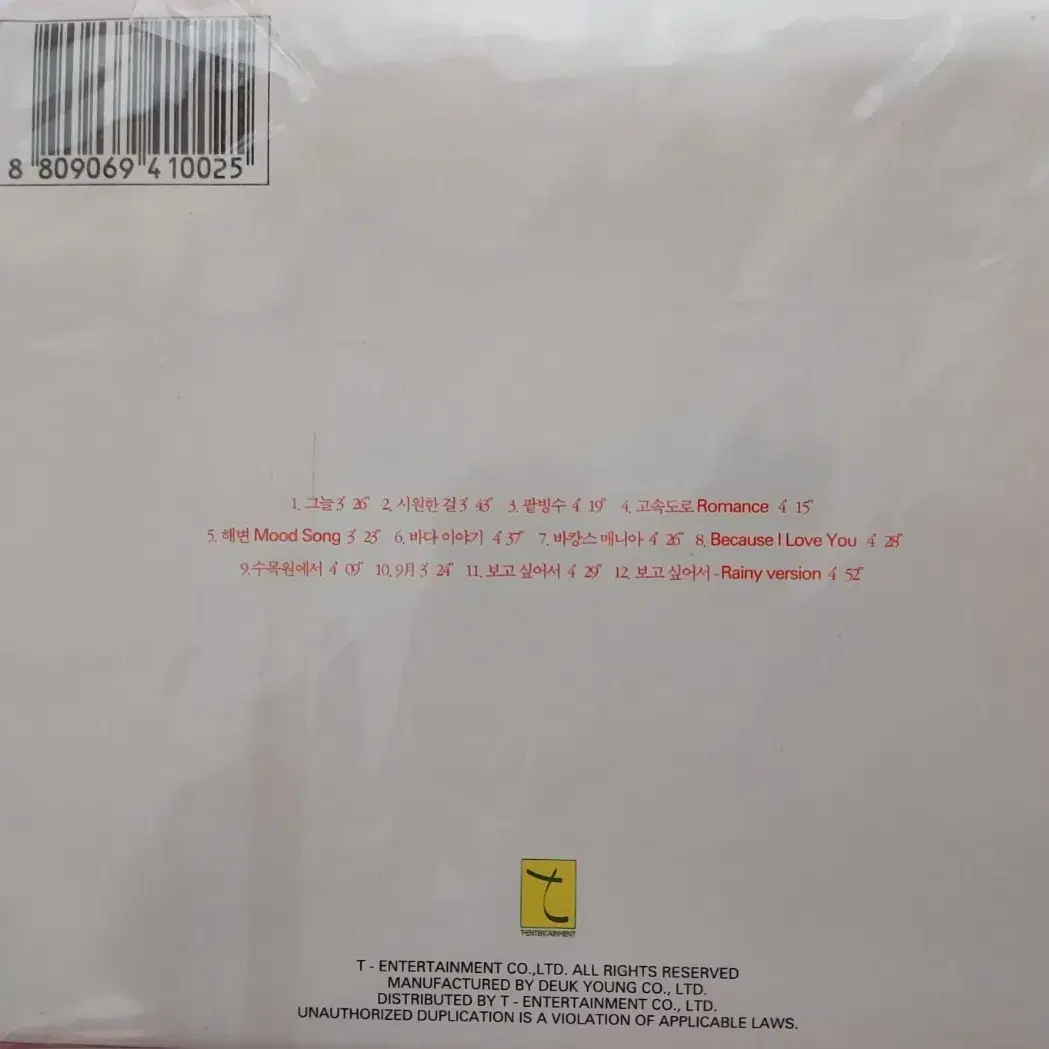 8 809069 410025
1. 그늘 3' 26" 2. 시원한 걸 3' 43" 3. 팥빙수 4' 19" 4. 고속도로 Romance 4' 15"
5. 해변 Mood Song 3' 23" 6. 바다 이야기 4' 37" 7. 바캉스 매니아 4' 26" 8. Because I Love You 4' 28"
9. 수목원에서 4' 09" 10. 9月 3' 24" 11. 보고 싶어서 4' 29" 12. 보고 싶어서 - Rainy version 4' 52"
t
T-ENTERTAINMENT
T - ENTERTAINMENT CO.,LTD. ALL RIGHTS RESERVED
MANUFACTURED BY DEUK YOUNG CO., LTD.
DISTRIBUTED BY T - ENTERTAINMENT CO., LTD.
UNAUTHORIZED DUPLICATION IS A VIOLATION OF APPLICABLE LAWS.